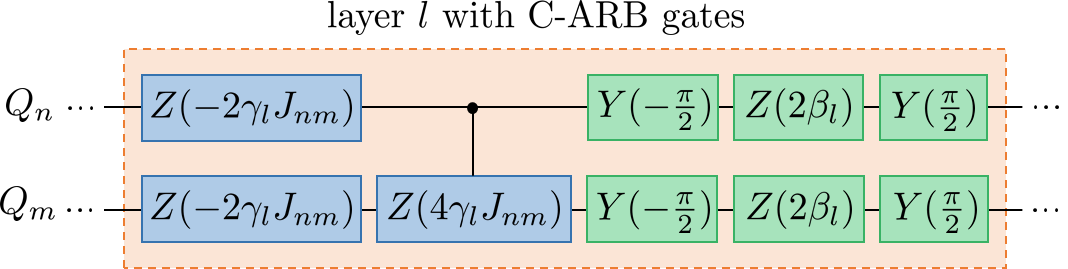 layer l with C-ARB gates
Qₙ ··· Z(−2γₗJₙₘ) Y(−π/2) Z(2βₗ) Y(π/2) ···
Qₘ ··· Z(−2γₗJₙₘ) Z(4γₗJₙₘ) Y(−π/2) Z(2βₗ) Y(π/2) ···